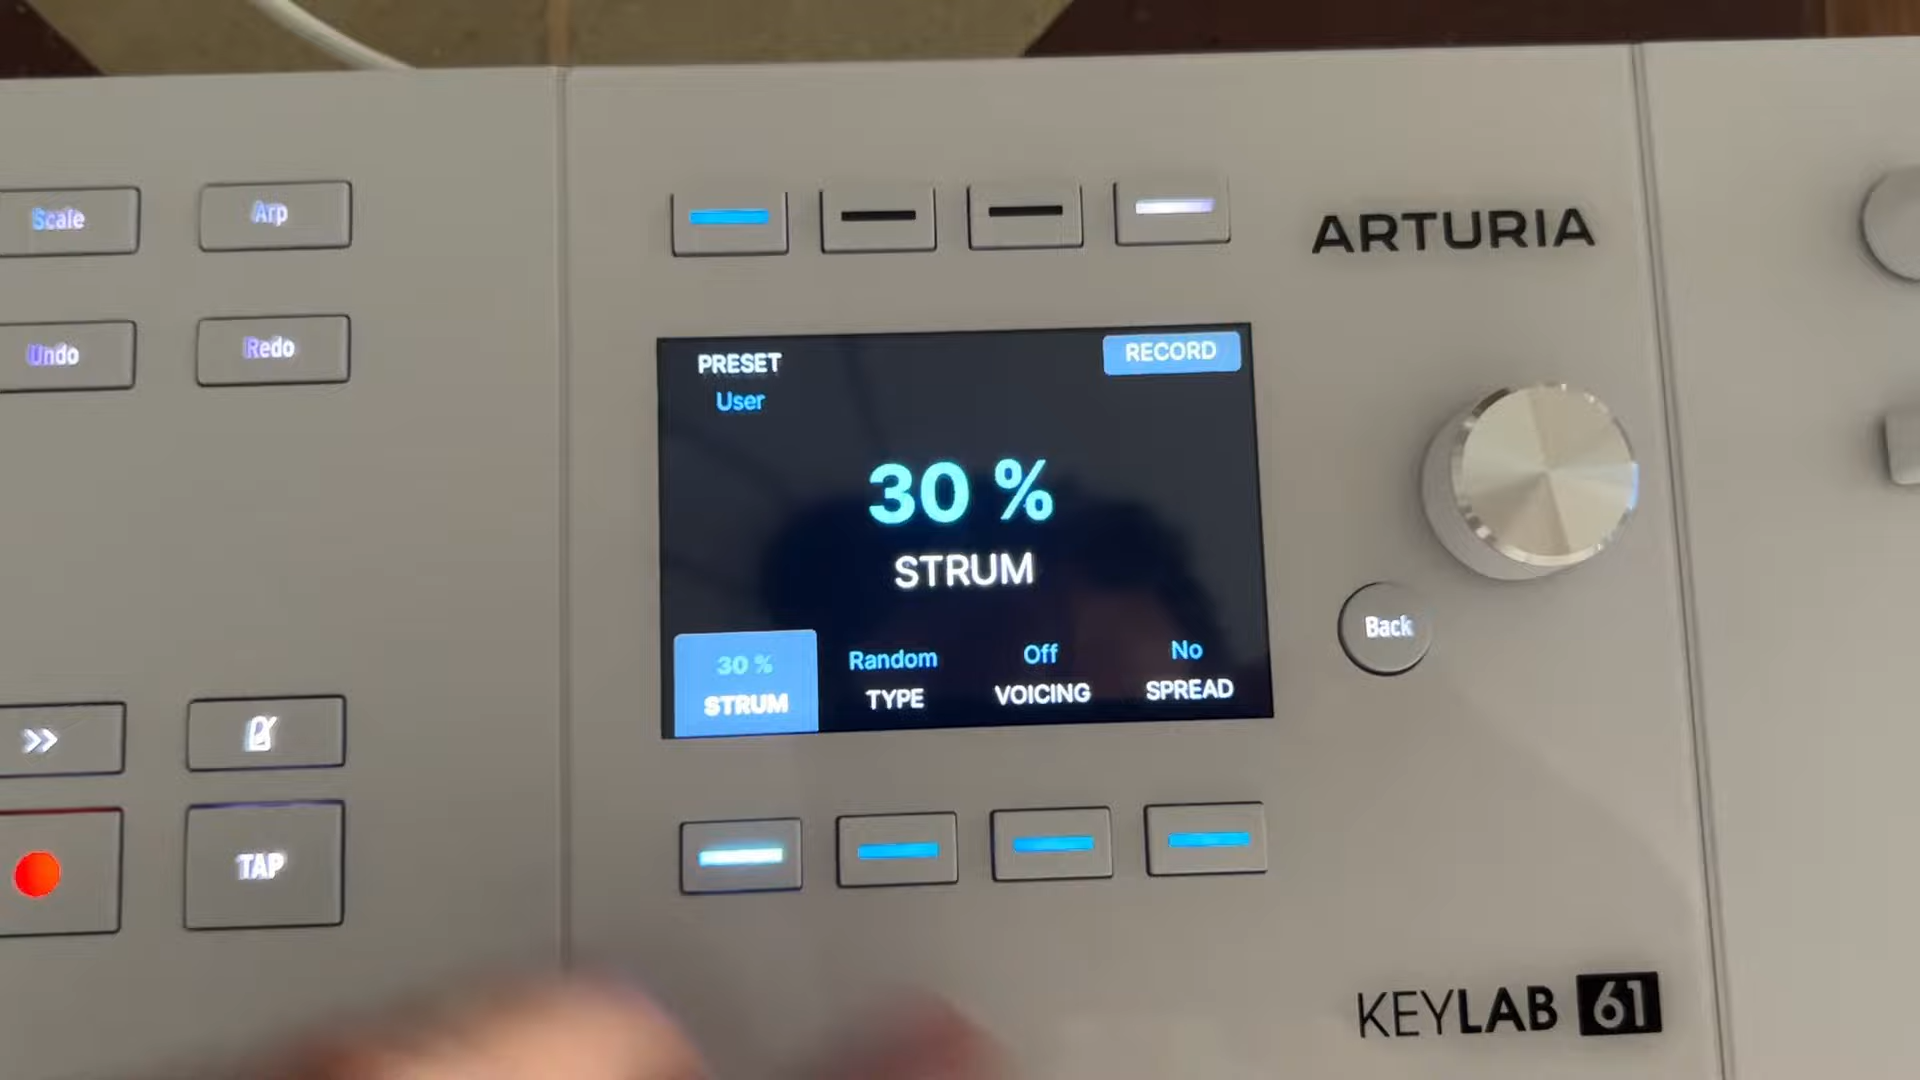 Scale
Arp
ARTURIA
Undo
Redo
PRESET
RECORD
User
30 %
STRUM
Back
30 %
STRUM
Random
TYPE
Off
VOICING
No
SPREAD
TAP
KEYLAB 61